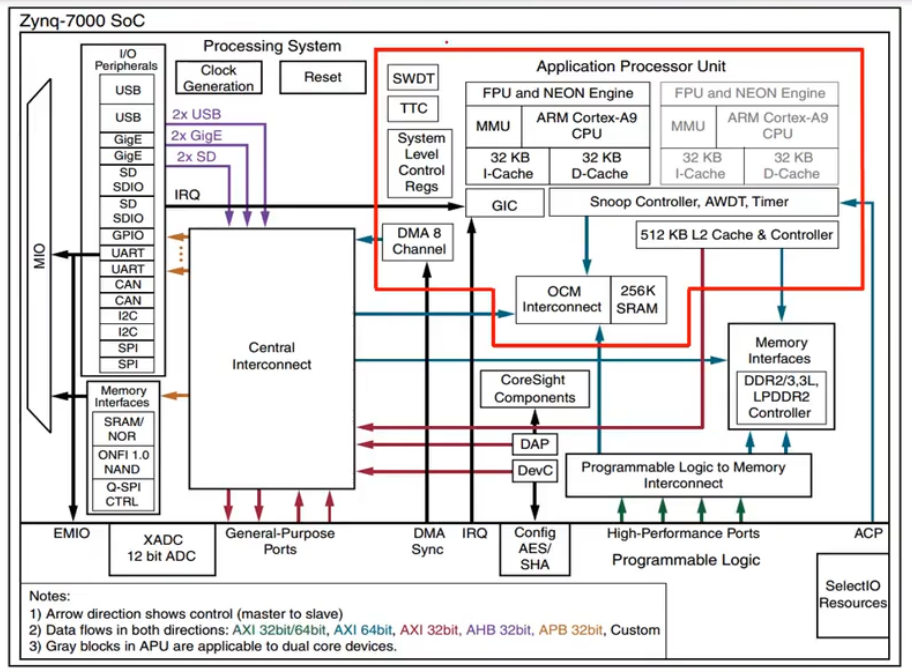 Zynq-7000 SoC
Processing System
I/O
Peripherals
USB
USB
GigE
GigE
SD
SDIO
SD
SDIO
GPIO
UART
UART
CAN
CAN
I2C
I2C
SPI
SPI
MIO
Memory
Interfaces
SRAM/
NOR
ONFI 1.0
NAND
Q-SPI
CTRL
Clock
Generation
Reset
2x USB
2x GigE
2x SD
IRQ
Central
Interconnect
SWDT
TTC
System
Level
Control
Regs
DMA 8
Channel
Application Processor Unit
FPU and NEON Engine
MMU
ARM Cortex-A9
CPU
32 KB
I-Cache
32 KB
D-Cache
FPU and NEON Engine
MMU
ARM Cortex-A9
CPU
32 KB
I-Cache
32 KB
D-Cache
GIC
Snoop Controller, AWDT, Timer
512 KB L2 Cache & Controller
OCM
Interconnect
256K
SRAM
Memory
Interfaces
DDR2/3,3L,
LPDDR2
Controller
CoreSight
Components
DAP
DevC
Programmable Logic to Memory
Interconnect
EMIO
XADC
12 bit ADC
General-Purpose
Ports
DMA
Sync
IRQ
Config
AES/
SHA
High-Performance Ports
ACP
Programmable Logic
SelectIO
Resources
Notes:
1) Arrow direction shows control (master to slave)
2) Data flows in both directions: AXI 32bit/64bit, AXI 64bit, AXI 32bit, AHB 32bit, APB 32bit, Custom
3) Gray blocks in APU are applicable to dual core devices.